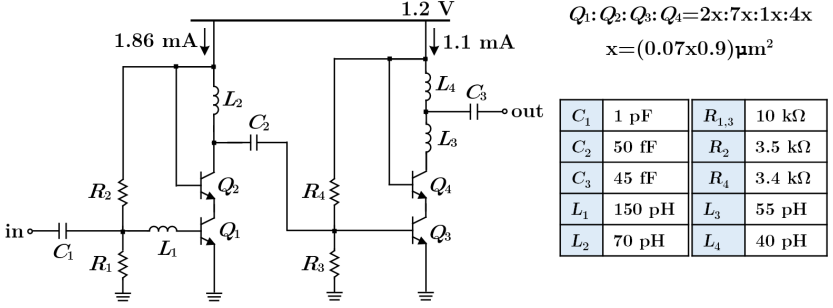 1.2 V
Q1:Q2:Q3:Q4=2x:7x:1x:4x
x=(0.07x0.9)μm²
1.86 mA
1.1 mA
L2
L4
C3
out
C2
L3
R2
Q2
R4
Q4
in
C1
L1
Q1
Q3
R1
R3
C1 1 pF R1,3 10 kΩ
C2 50 fF R2 3.5 kΩ
C3 45 fF R4 3.4 kΩ
L1 150 pH L3 55 pH
L2 70 pH L4 40 pH